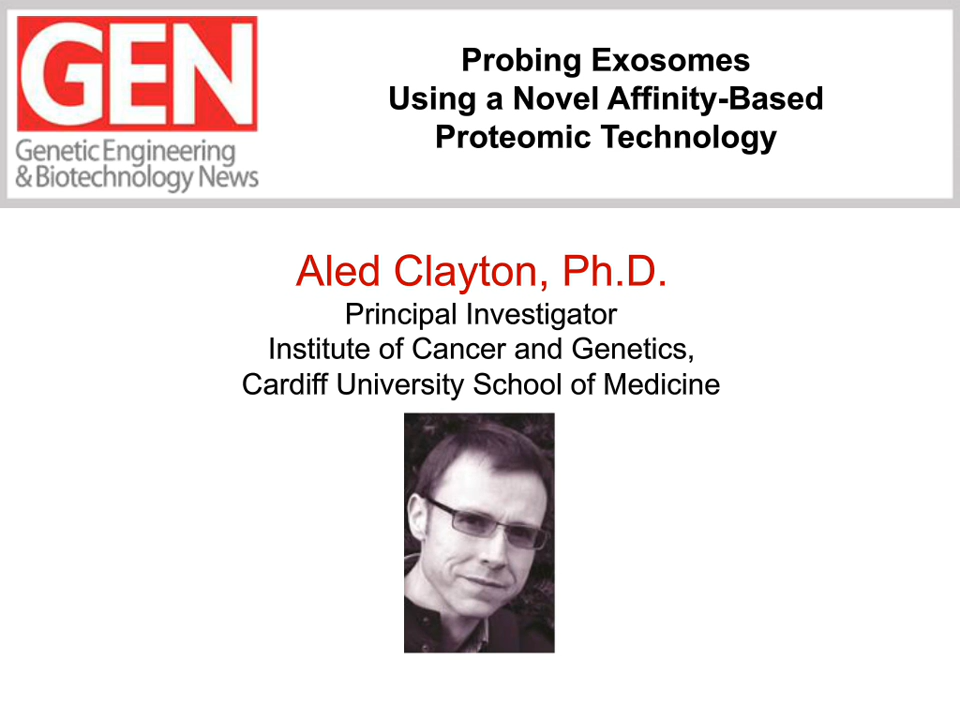 GEN
Genetic Engineering
& Biotechnology News
Probing Exosomes
Using a Novel Affinity-Based
Proteomic Technology
Aled Clayton, Ph.D.
Principal Investigator
Institute of Cancer and Genetics,
Cardiff University School of Medicine